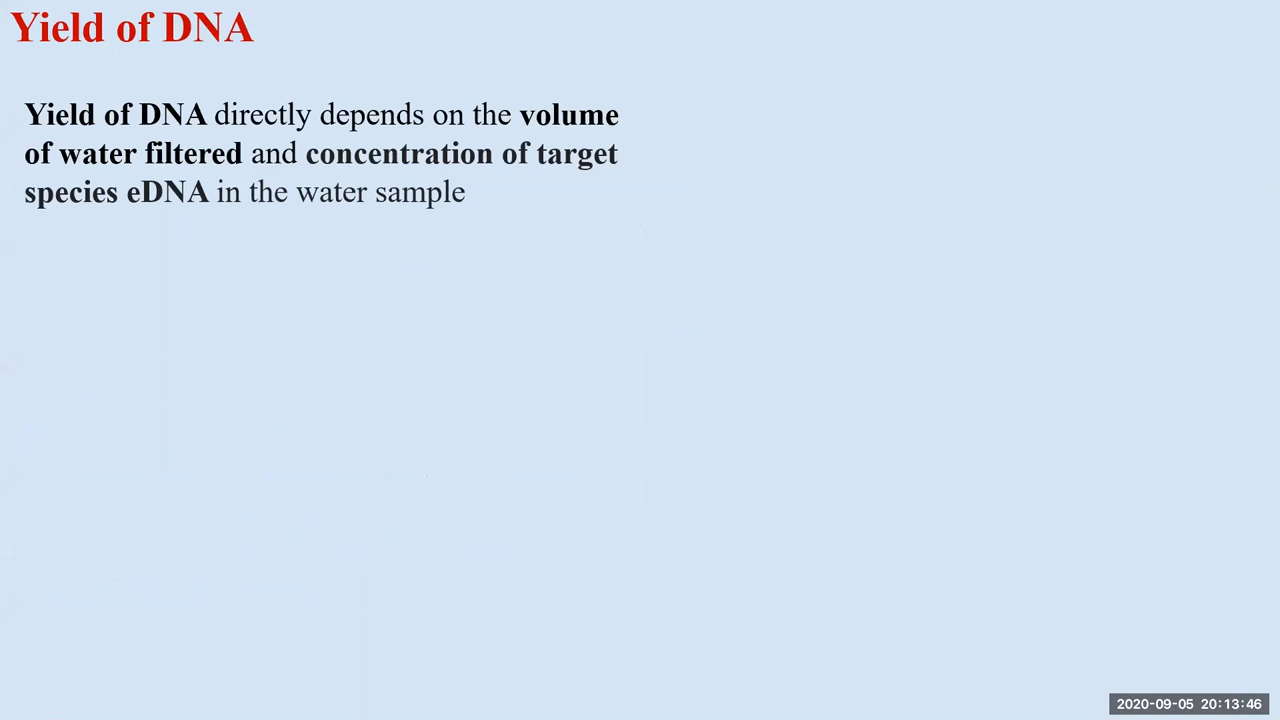 Yield of DNA
Yield of DNA directly depends on the volume
of water filtered and concentration of target
species eDNA in the water sample
2020-09-05 20:13:46